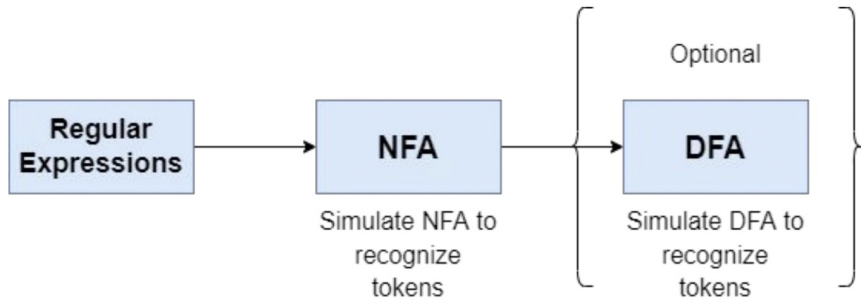 Optional
Regular
Expressions
NFA
DFA
Simulate NFA to
recognize
tokens
Simulate DFA to
recognize
tokens